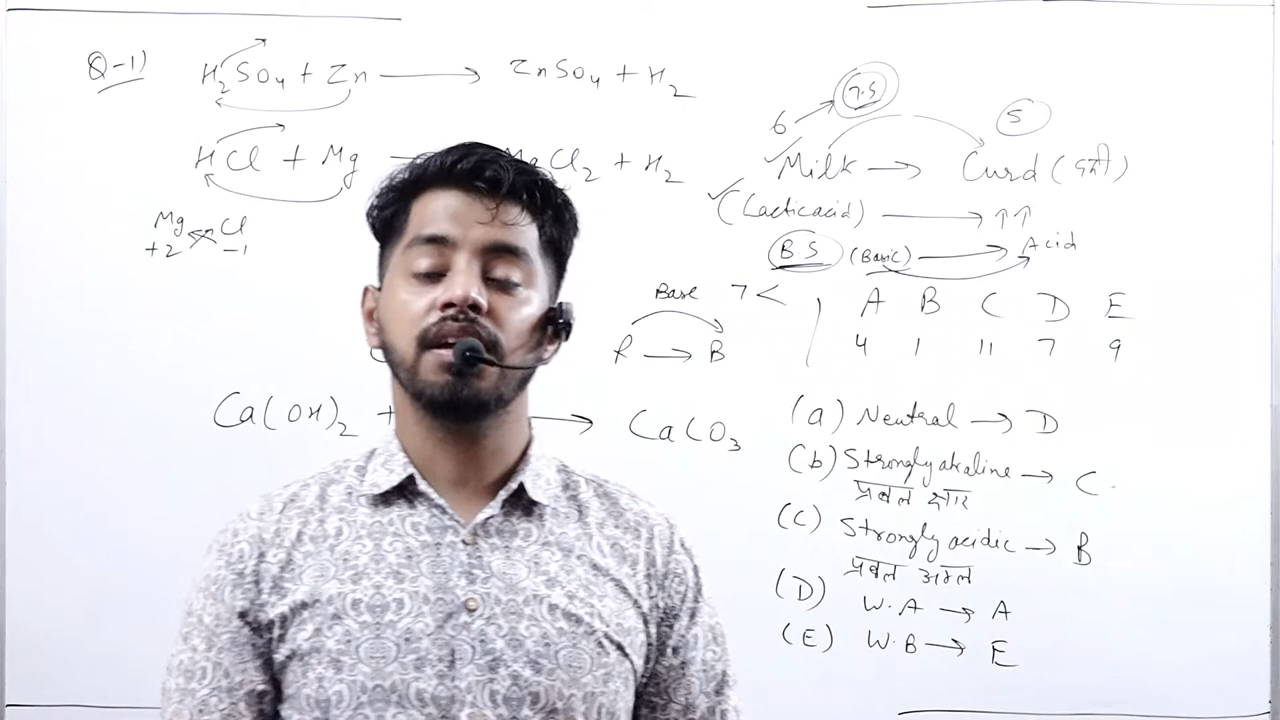 Q-1) H2SO4 + Zn → ZnSO4 + H2
HCl + Mg → MgCl2 + H2
Mg Cl
+2 -1
Ca(OH)2 + → CaCO3
6 7.5 5
Milk → Curd (दही)
(Lactic acid) → ↑↑
B.S (Basic) → Acid
Base 7 <
R → B
A B C D E
4 1 11 7 9
(a) Neutral → D
(b) Strongly akaline → C
प्रबल क्षार
(C) Strongly acidic → B
प्रबल अम्ल
(D) W.A → A
(E) W.B → E